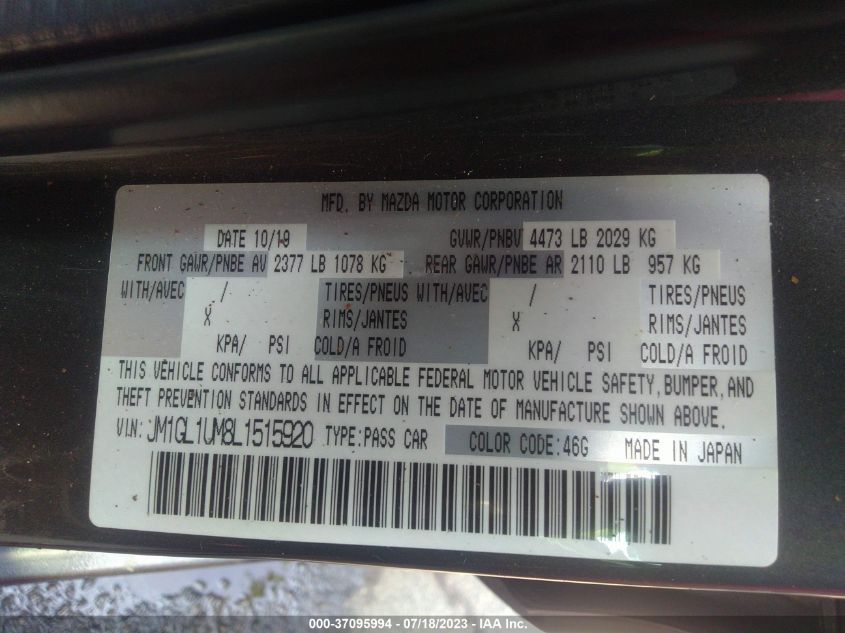 MFD. BY MAZDA MOTOR CORPORATION
DATE 10/19 GVWR/PNBV 4473 LB 2029 KG
FRONT GAWR/PNBE AV 2377 LB 1078 KG REAR GAWR/PNBE AR 2110 LB 957 KG
WITH/AVEC / TIRES/PNEUS WITH/AVEC / TIRES/PNEUS
X RIMS/JANTES X RIMS/JANTES
KPA/ PSI COLD/A FROID KPA/ PSI COLD/A FROID
THIS VEHICLE CONFORMS TO ALL APPLICABLE FEDERAL MOTOR VEHICLE SAFETY, BUMPER, AND
THEFT PREVENTION STANDARDS IN EFFECT ON THE DATE OF MANUFACTURE SHOWN ABOVE.
VIN: JM1GL1UM8L1515920 TYPE:PASS CAR COLOR CODE:46G MADE IN JAPAN
000-37095994 - 07/18/2023 - IAA Inc.